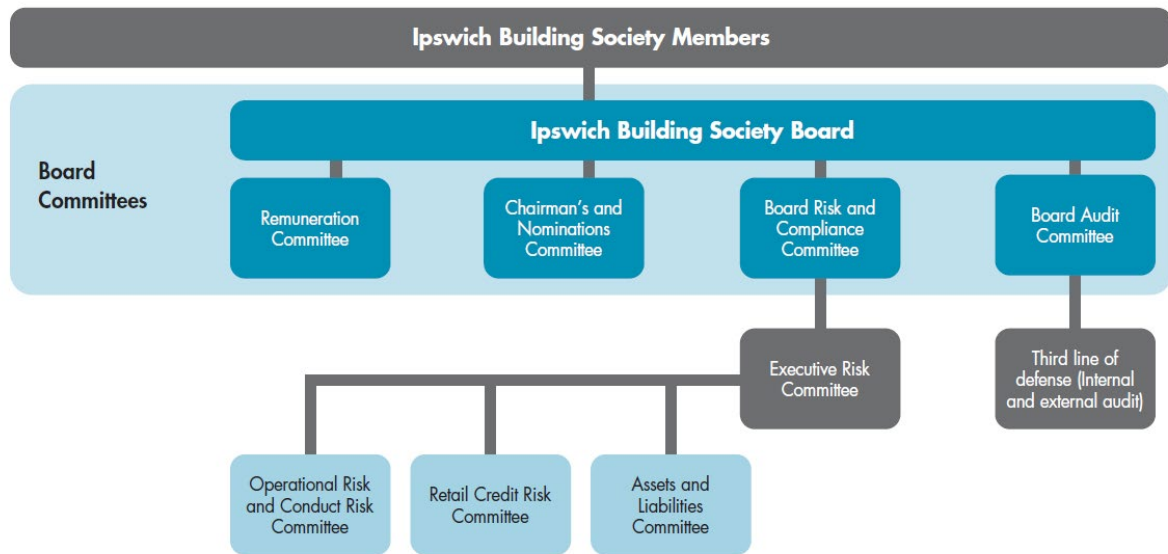 Ipswich Building Society Members
Ipswich Building Society Board
Board
Committees
Remuneration
Committee
Chairman's and
Nominations
Committee
Board Risk and
Compliance
Committee
Board Audit
Committee
Executive Risk
Committee
Third line of
defense (Internal
and external audit)
Operational Risk
and Conduct Risk
Committee
Retail Credit Risk
Committee
Assets and
Liabilities
Committee